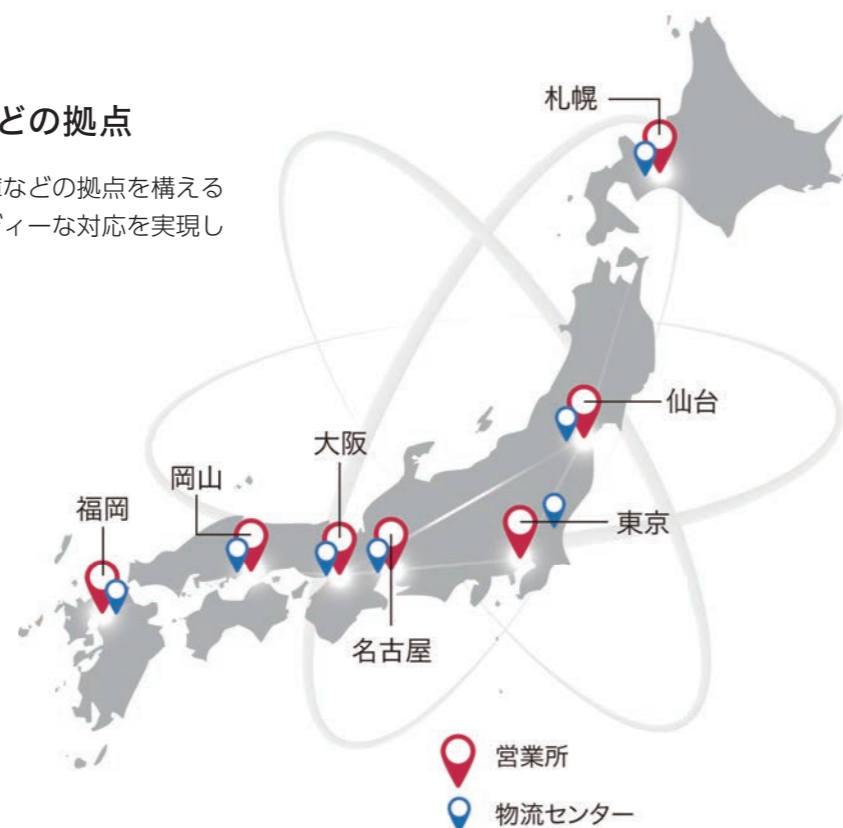 どの拠点
などの拠点を構える
ディーな対応を実現し
札幌
仙台
大阪
岡山
福岡
東京
名古屋
営業所
物流センター